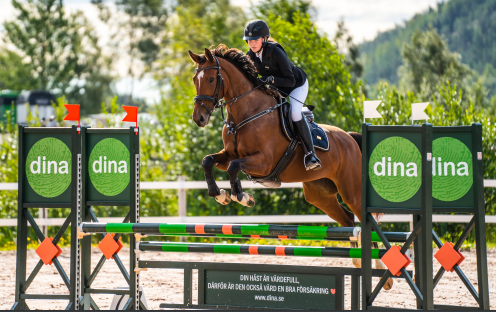 dina
dina
dina
dina
DIN HÄST ÄR VÄRDEFULL.
DÄRFÖR ÄR DEN OCKSÅ VÄRD EN BRA FÖRSÄKRING
www.dina.se